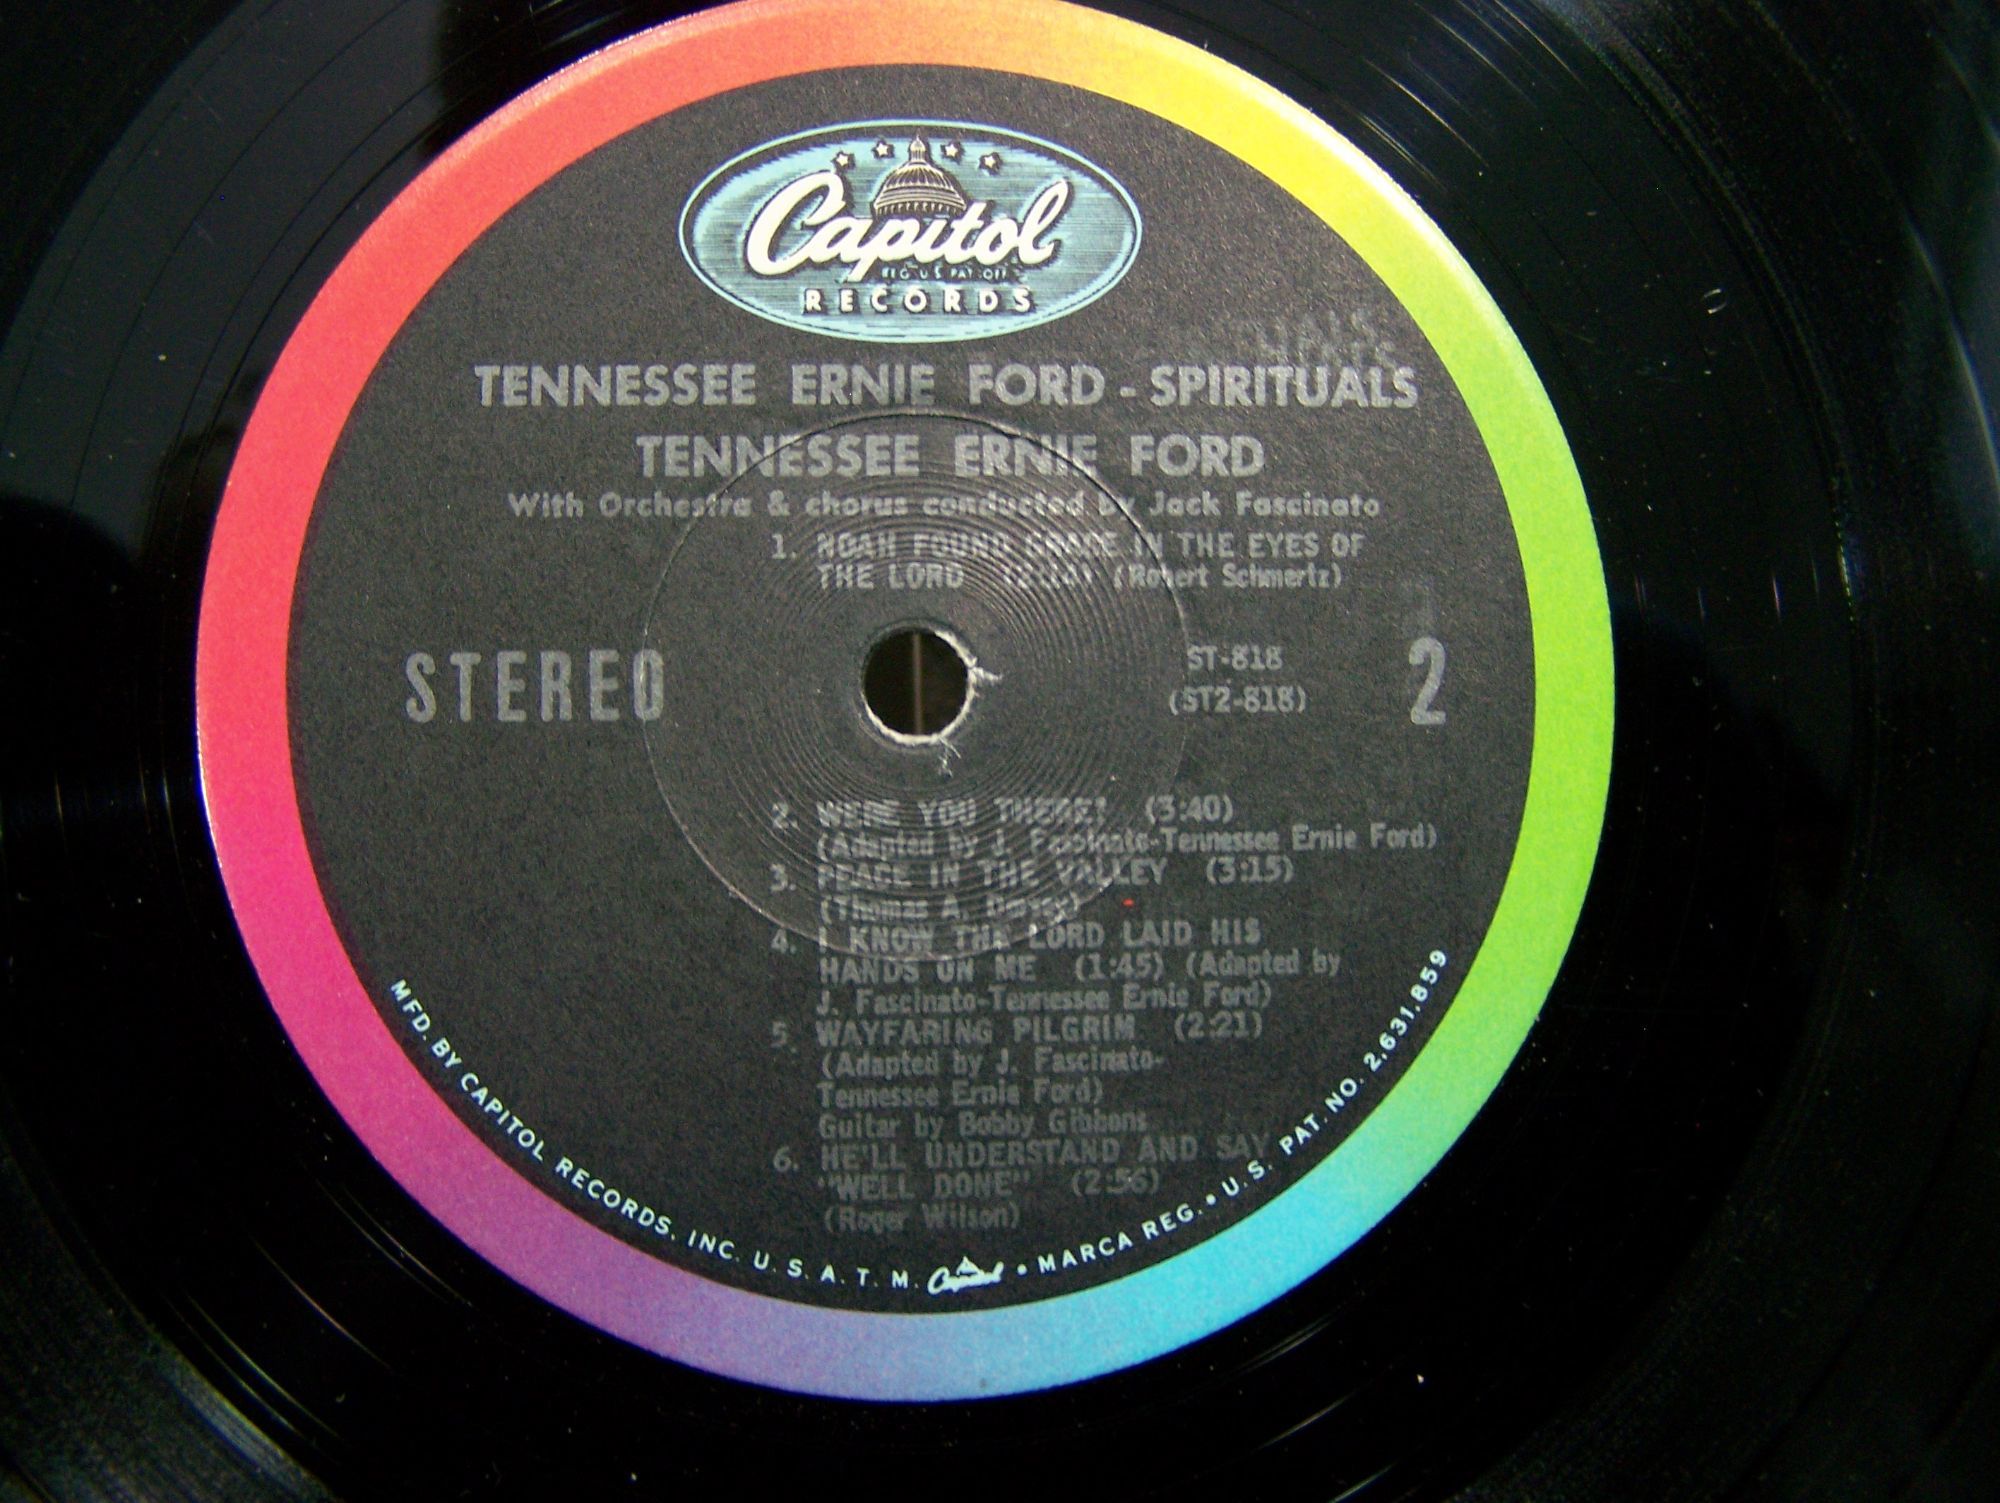 Capitol
REG. U.S. PAT. OFF.
RECORDS
TENNESSEE ERNIE FORD - SPIRITUALS
TENNESSEE ERNIE FORD
With Orchestra & chorus conducted by Jack Fascinato
1. NOAH FOUND GRACE IN THE EYES OF
THE LORD (Robert Schmertz)
STEREO
ST-818
(ST2-818)
2
2. WERE YOU THERE? (3:40)
(Adapted by J. Fascinato-Tennessee Ernie Ford)
3. PEACE IN THE VALLEY (3:15)
(Thomas A. Dorsey)
4. I KNOW THE LORD LAID HIS
HANDS ON ME (1:45) (Adapted by
J. Fascinato-Tennessee Ernie Ford)
5. WAYFARING PILGRIM (2:21)
(Adapted by J. Fascinato-
Tennessee Ernie Ford)
Guitar by Bobby Gibbons
6. HE'LL UNDERSTAND AND SAY
"WELL DONE" (2:56)
(Roger Wilson)
MFD. BY CAPITOL RECORDS, INC. U.S.A. T.M. Capitol • MARCA REG. • U.S. PAT. NO. 2,631,859